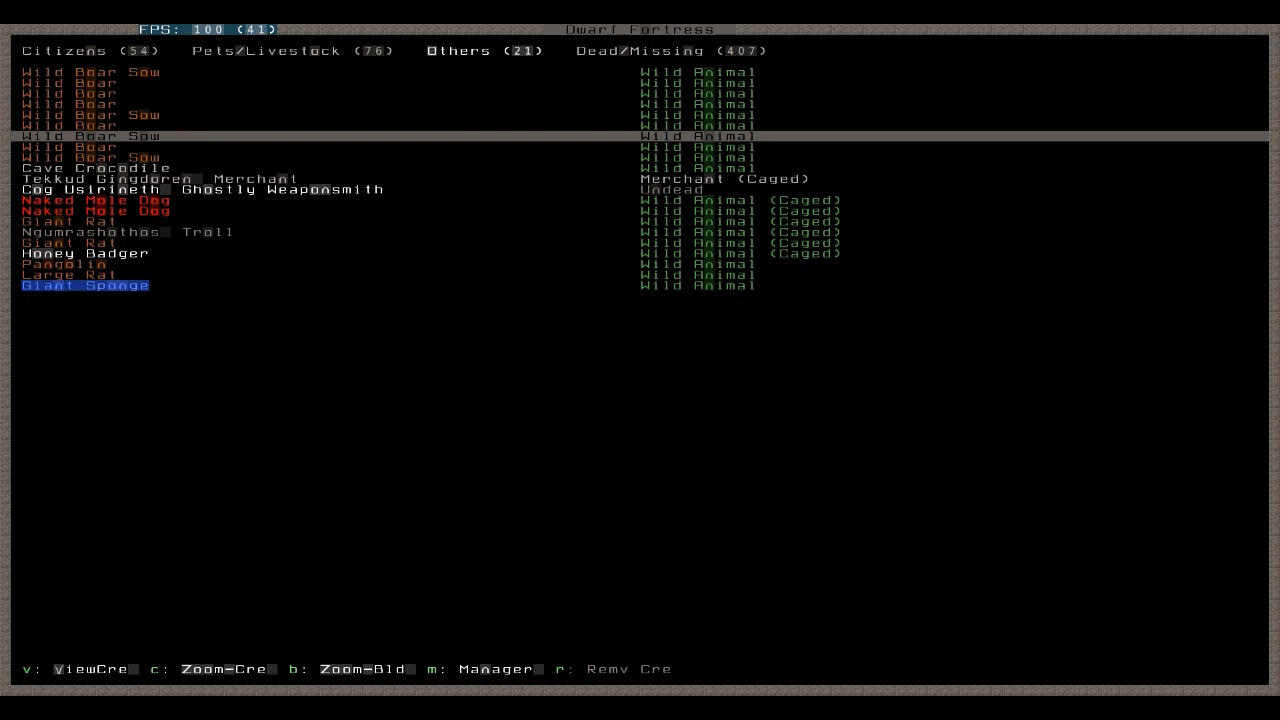 FPS: 100 (41) Dwarf Fortress
Citizens (54) Pets/Livestock (76) Others (21) Dead/Missing (407)
Wild Boar Sow Wild Animal
Wild Boar Wild Animal
Wild Boar Wild Animal
Wild Boar Wild Animal
Wild Boar Sow Wild Animal
Wild Boar Wild Animal
Wild Boar Sow Wild Animal
Wild Boar Wild Animal
Wild Boar Sow Wild Animal
Cave Crocodile Wild Animal
Tekkud Gingdoren Merchant Merchant (Caged)
Cog Usirineth Ghostly Weaponsmith Undead
Naked Mole Dog Wild Animal (Caged)
Naked Mole Dog Wild Animal (Caged)
Giant Rat Wild Animal (Caged)
Ngumrashothos Troll Wild Animal (Caged)
Giant Rat Wild Animal (Caged)
Honey Badger Wild Animal (Caged)
Pangolin Wild Animal
Large Rat Wild Animal
Giant Sponge Wild Animal
v: ViewCre c: Zoom-Cre b: Zoom-Bld m: Manager r: Remv Cre